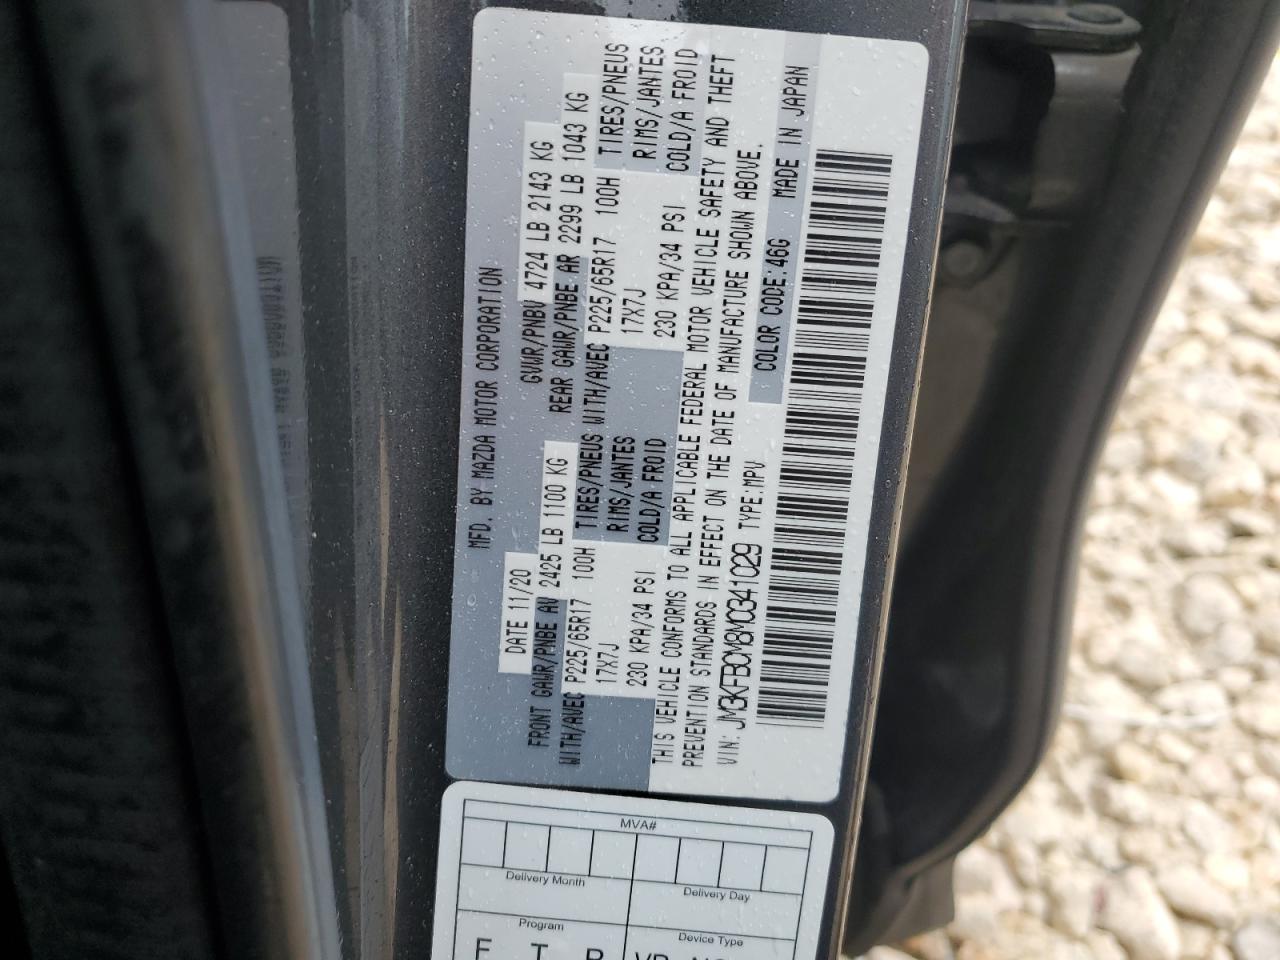 MFD. BY MAZDA MOTOR CORPORATION
DATE 11/20 GVWR/PNBV 4724 LB 2143 KG
FRONT GAWR/PNBE AV 2425 LB 1100 KG REAR GAWR/PNBE AR 2299 LB 1043 KG
WITH/AVEC P225/65R17 100H TIRES/PNEUS WITH/AVEC P225/65R17 100H TIRES/PNEUS
17X7J RIMS/JANTES 17X7J RIMS/JANTES
230 KPA/34 PSI COLD/A FROID 230 KPA/34 PSI COLD/A FROID
THIS VEHICLE CONFORMS TO ALL APPLICABLE FEDERAL MOTOR VEHICLE SAFETY AND THEFT
PREVENTION STANDARDS IN EFFECT ON THE DATE OF MANUFACTURE SHOWN ABOVE.
VIN: JM3KFBCM8M0341029 TYPE:MPV COLOR CODE:46G MADE IN JAPAN
MVA#
Delivery Month Delivery Day
Program Device Type
F T R